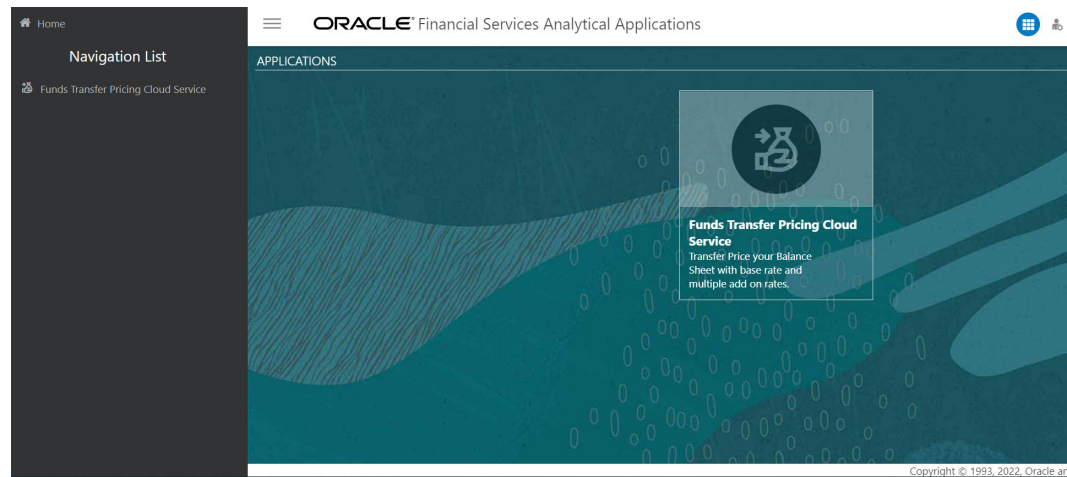 Home
Navigation List
Funds Transfer Pricing Cloud Service
ORACLE® Financial Services Analytical Applications
APPLICATIONS
Funds Transfer Pricing Cloud
Service
Transfer Price your Balance
Sheet with base rate and
multiple add on rates.
Copyright © 1993, 2022, Oracle an